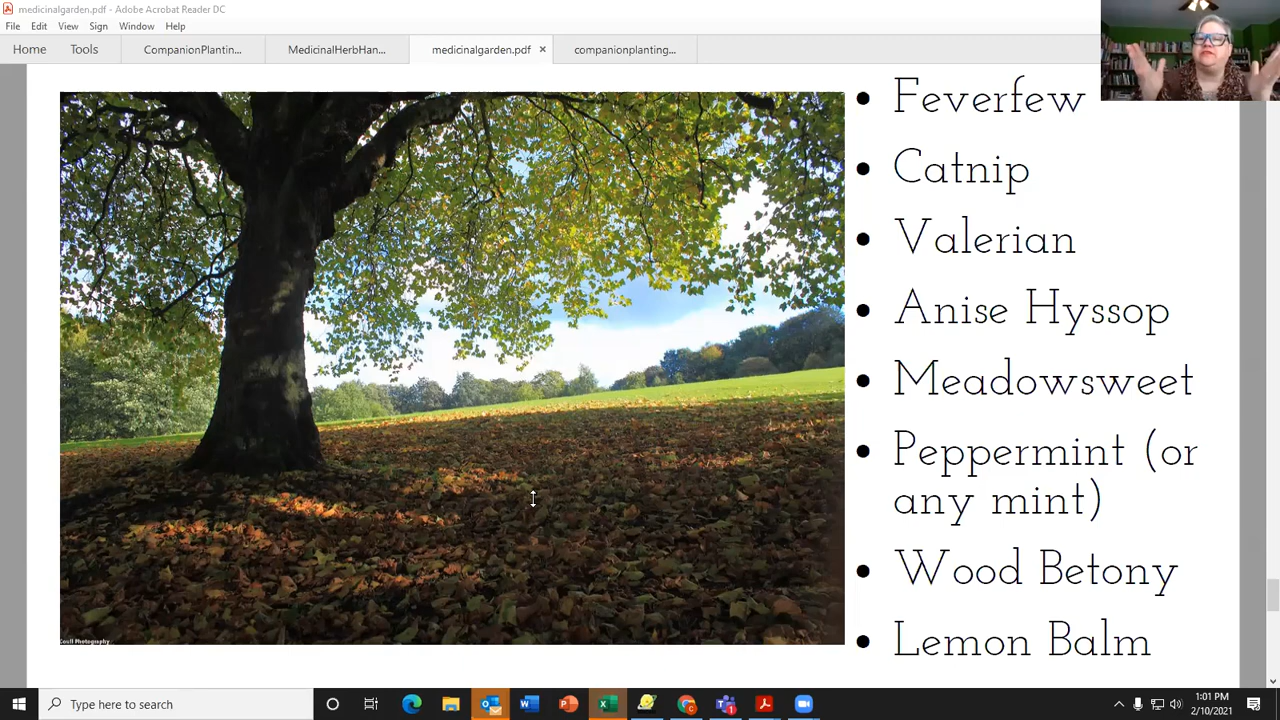 medicinalgarden.pdf - Adobe Acrobat Reader DC
File Edit View Sign Window Help
Home Tools CompanionPlantin... MedicinalHerbHan... medicinalgarden.pdf × companionplanting...
• Feverfew
• Catnip
• Valerian
• Anise Hyssop
• Meadowsweet
• Peppermint (or
any mint)
• Wood Betony
• Lemon Balm
Coull Photography
Type here to search
1:01 PM
2/10/2021